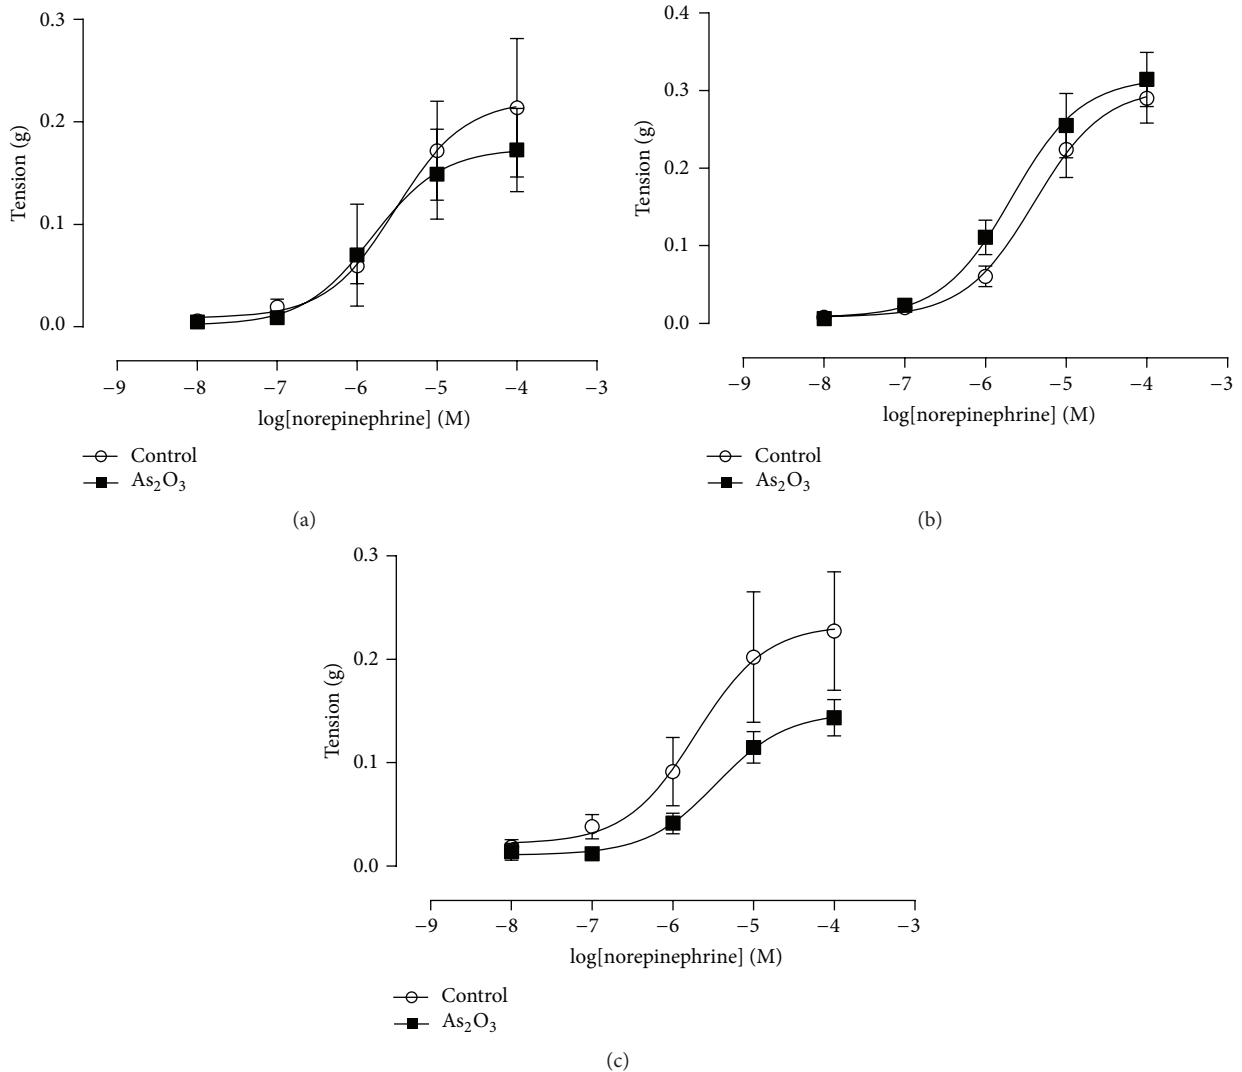 0.3
0.2
0.1
0.0
Tension (g)
−9 −8 −7 −6 −5 −4 −3
log[norepinephrine] (M)
Control
As₂O₃
(a)
0.4
0.3
0.2
0.1
0.0
Tension (g)
−9 −8 −7 −6 −5 −4 −3
log[norepinephrine] (M)
Control
As₂O₃
(b)
0.3
0.2
0.1
0.0
Tension (g)
−9 −8 −7 −6 −5 −4 −3
log[norepinephrine] (M)
Control
As₂O₃
(c)